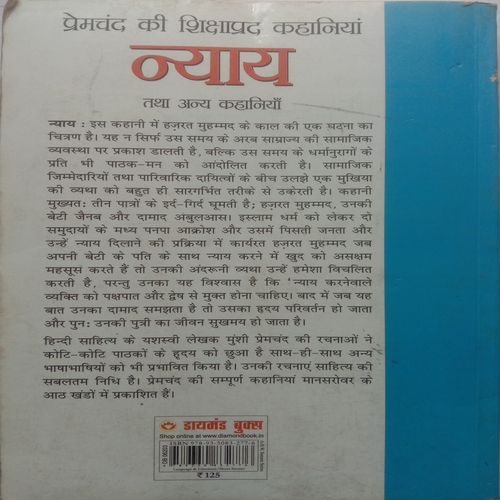 प्रेमचंद की शिक्षाप्रद कहानियां
न्याय
तथा अन्य कहानियाँ
न्याय : इस कहानी में हज़रत मुहम्मद के काल की एक घटना का
चित्रण है। यह न सिर्फ उस समय के अरब साम्राज्य की सामाजिक
व्यवस्था पर प्रकाश डालती है, बल्कि उस समय के धर्मानुरागों के
प्रति भी पाठक-मन को आंदोलित करती है। सामाजिक
जिम्मेदारियों तथा पारिवारिक दायित्वों के बीच उलझे एक मुखिया
की व्यथा को बहुत ही सारगर्भित तरीके से उकेरती है। कहानी
मुख्यतः तीन पात्रों के इर्द-गिर्द घूमती है; हज़रत मुहम्मद, उनकी
बेटी जैनब और दामाद अंबुलआस। इस्लाम धर्म को लेकर दो
समुदायों के मध्य पनपा आक्रोश और उसमें पिसती जनता और
उन्हें न्याय दिलाने की प्रक्रिया में कार्यरत हज़रत मुहम्मद जब
अपनी बेटी के पति के साथ न्याय करने में खुद को असक्षम
महसूस करते हैं तो उनकी अंदरूनी व्यथा उन्हें हमेशा विचलित
करती है, परन्तु उनका यह विश्वास है कि 'न्याय करनेवाले
व्यक्ति को पक्षपात और द्वेष से मुक्त होना चाहिए। बाद में जब यह
बात उनका दामाद समझता है तो उसका हृदय परिवर्तन हो जाता
और पुनः उनकी पुत्री का जीवन सुखमय हो जाता है।
हिन्दी साहित्य के यशस्वी लेखक मुंशी प्रेमचंद की रचनाओं ने
कोटि-कोटि पाठकों के हृदय को छुआ है साथ-ही-साथ अन्य
भाषाभाषियों को भी प्रभावित किया है। उनकी रचनाएं साहित्य की
सबलतम निधि है। प्रेमचंद की सम्पूर्ण कहानियां मानसरोवर के
आठ खंडों में प्रकाशित हैं।
डायमंड बुक्स
Shop online at www.diamondbook.in
ISBN 978-93-5083-277-6
₹ 125